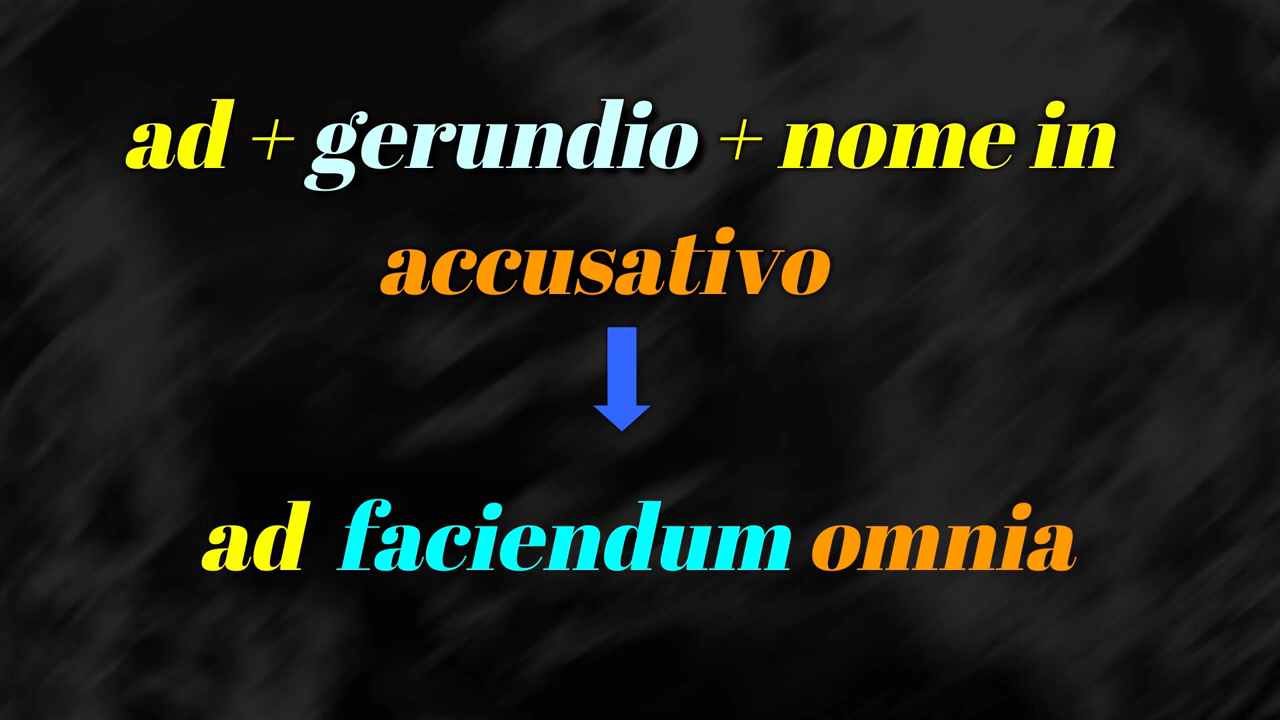 ad + gerundio + nome in
accusativo
ad faciendum omnia